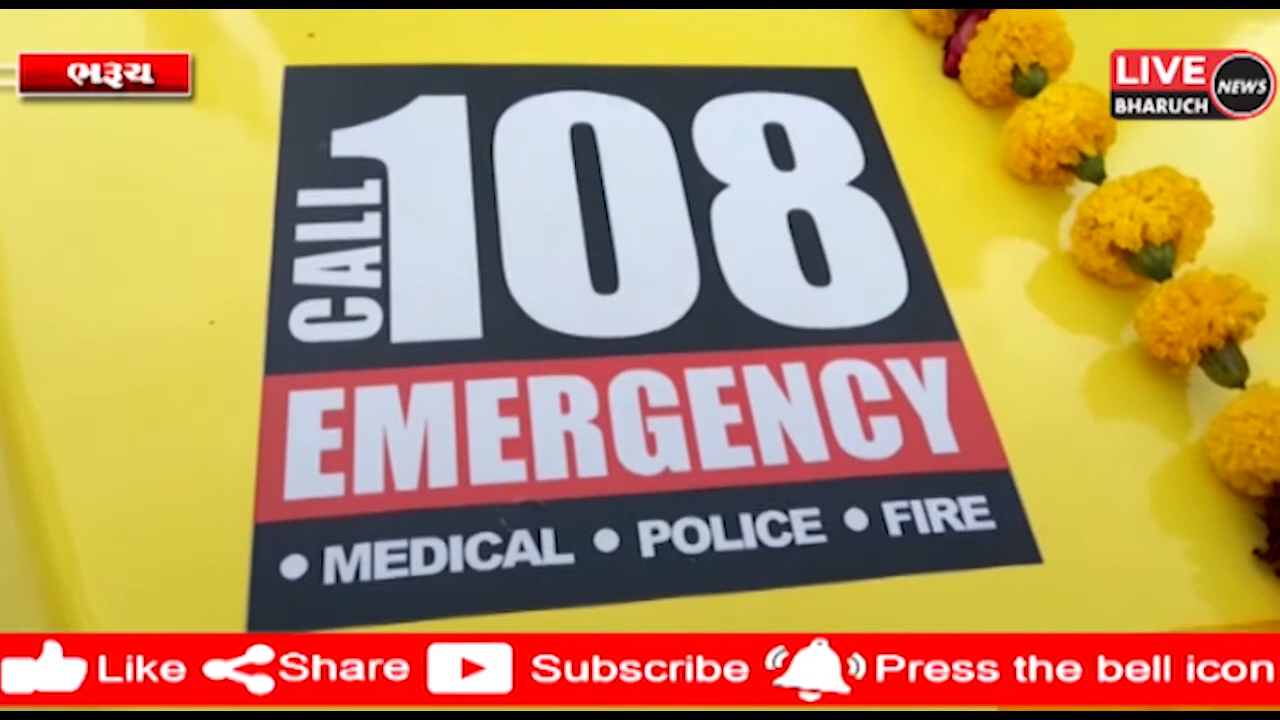 ભરૂચ
LIVE
BHARUCH
NEWS
CALL
108
EMERGENCY
• MEDICAL • POLICE • FIRE
Like Share Subscribe Press the bell icon